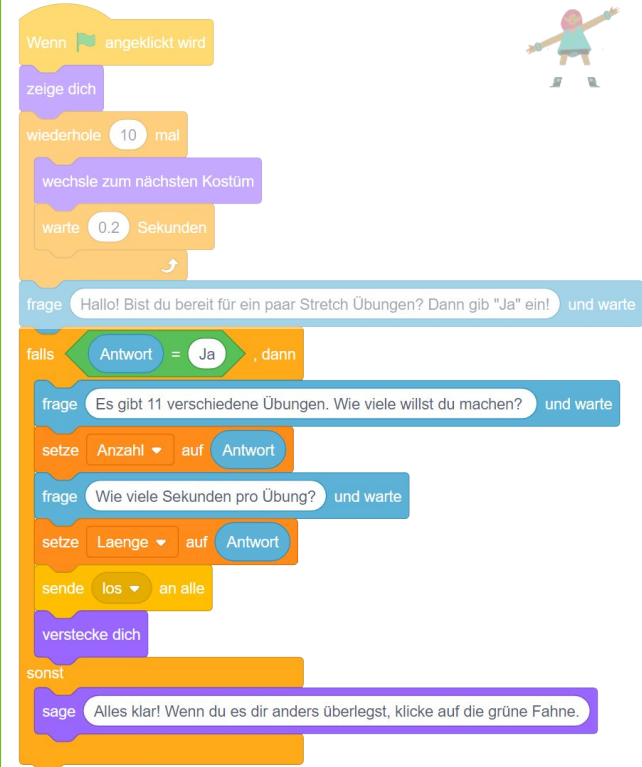 Wenn angeklickt wird
zeige dich
wiederhole 10 mal
wechsle zum nächsten Kostüm
warte 0.2 Sekunden
frage Hallo! Bist du bereit für ein paar Stretch Übungen? Dann gib "Ja" ein! und warte
falls Antwort = Ja , dann
frage Es gibt 11 verschiedene Übungen. Wie viele willst du machen? und warte
setze Anzahl auf Antwort
frage Wie viele Sekunden pro Übung? und warte
setze Laenge auf Antwort
sende los an alle
verstecke dich
sonst
sage Alles klar! Wenn du es dir anders überlegst, klicke auf die grüne Fahne.